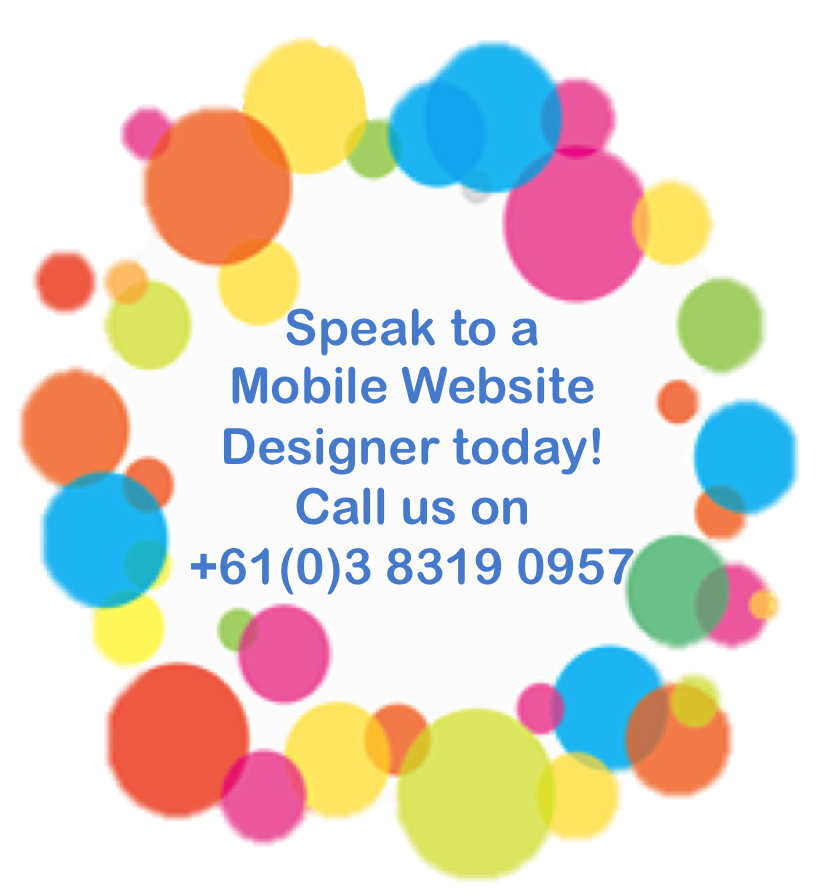 Speak to a
Mobile Website
Designer today!
Call us on
+61(0)3 8319 0957